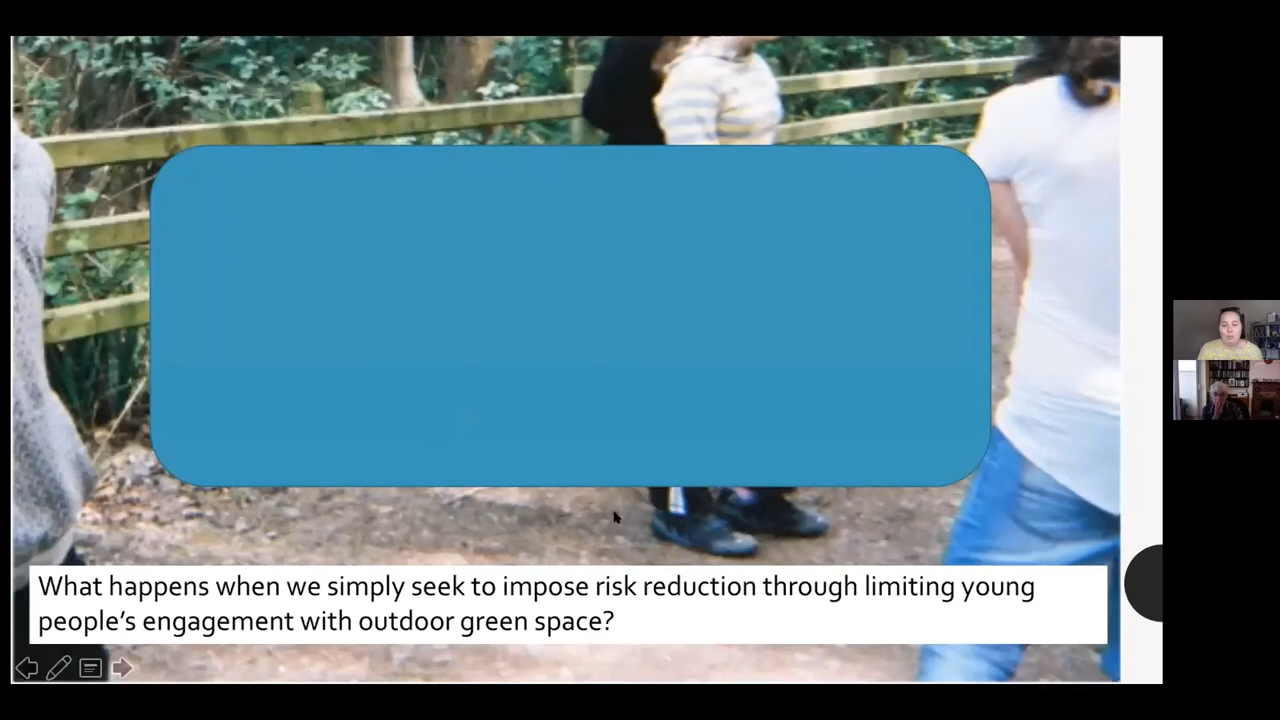 What happens when we simply seek to impose risk reduction through limiting young
people’s engagement with outdoor green space?